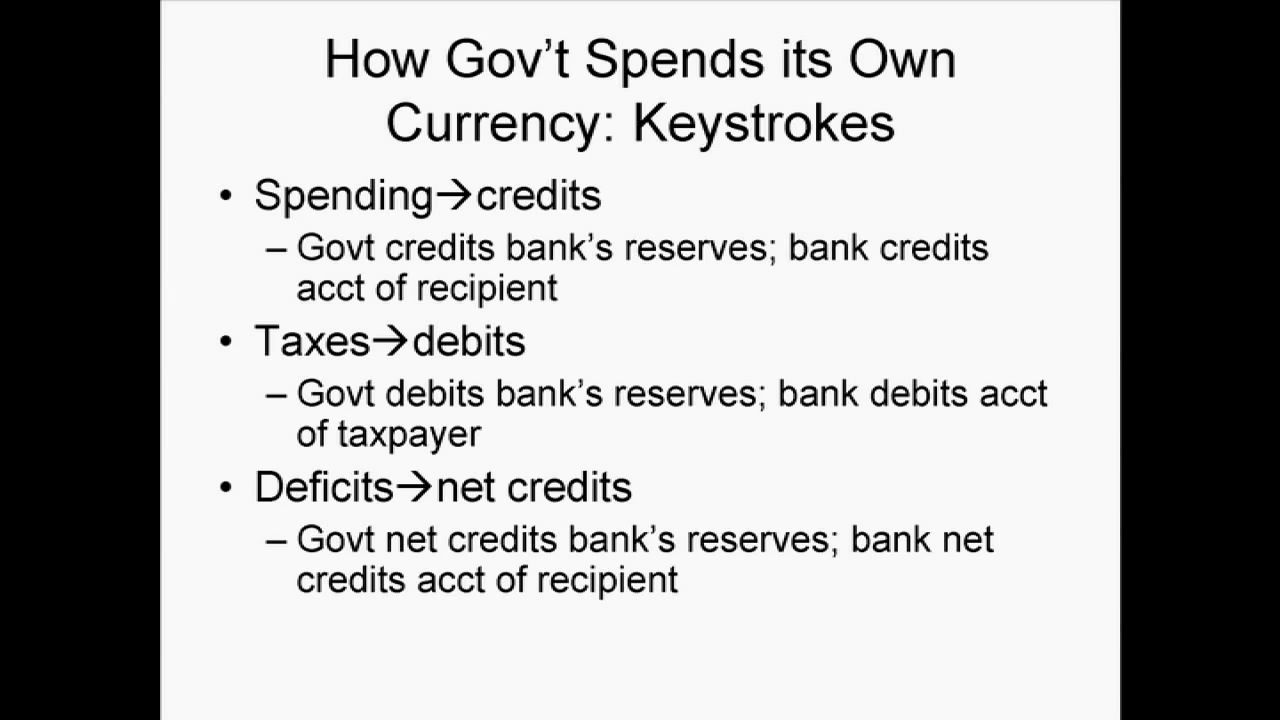 How Gov’t Spends its Own
Currency: Keystrokes
• Spending→credits
– Govt credits bank’s reserves; bank credits
acct of recipient
• Taxes→debits
– Govt debits bank’s reserves; bank debits acct
of taxpayer
• Deficits→net credits
– Govt net credits bank’s reserves; bank net
credits acct of recipient